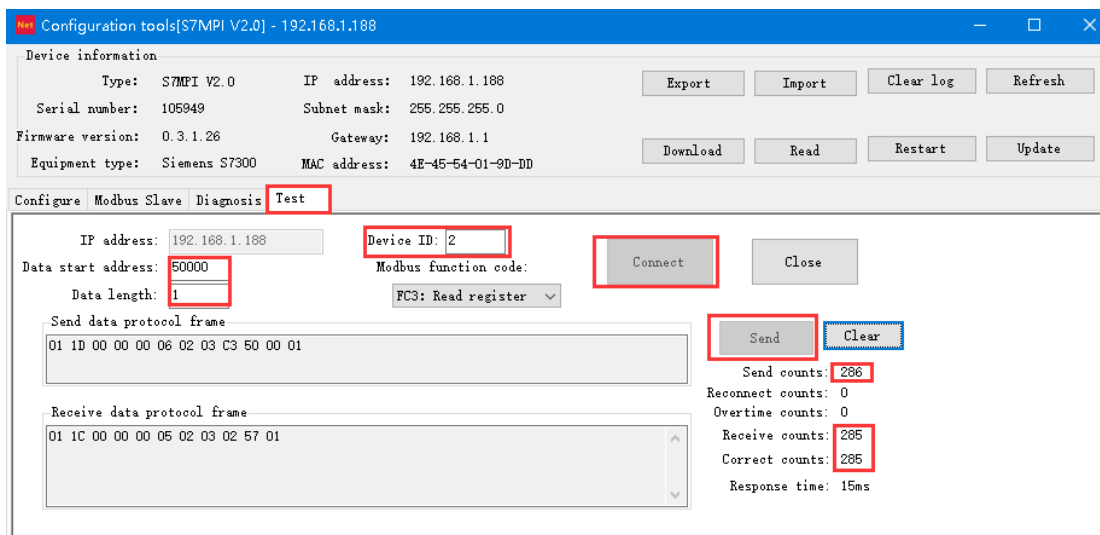 Net Configuration tools[S7MPI V2.0] - 192.168.1.188
Device information
Type: S7MPI V2.0 IP address: 192.168.1.188 Export Import Clear log Refresh
Serial number: 105949 Subnet mask: 255.255.255.0
Firmware version: 0.3.1.26 Gateway: 192.168.1.1 Download Read Restart Update
Equipment type: Siemens S7300 MAC address: 4E-45-54-01-9D-DD
Configure Modbus Slave Diagnosis Test
IP address: 192.168.1.188 Device ID: 2 Connect Close
Data start address: 50000 Modbus function code:
Data length: 1 FC3: Read register
Send data protocol frame
01 1D 00 00 00 06 02 03 C3 50 00 01
Send Clear
Send counts: 286
Reconnect counts: 0
Overtime counts: 0
Receive data protocol frame
01 1C 00 00 00 05 02 03 02 57 01
Receive counts: 285
Correct counts: 285
Response time: 15ms